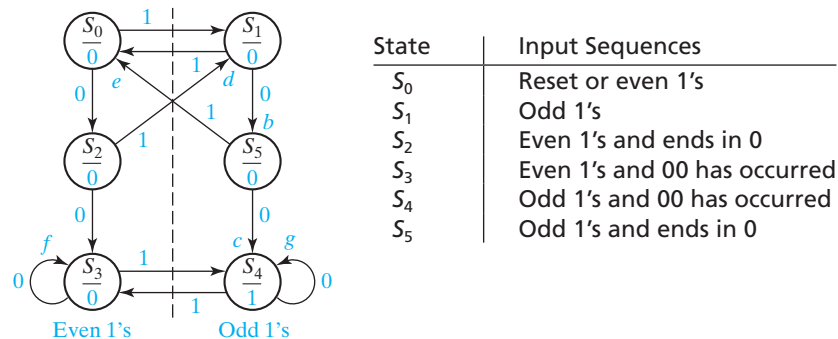 S0 1 S1
0 0
1
0 e d 0
1 b
S2 1 S5
0 0
0 0
f c g
S3 1 S4
0 0 0
0 1 1
Even 1's Odd 1's
State Input Sequences
S0 Reset or even 1's
S1 Odd 1's
S2 Even 1's and ends in 0
S3 Even 1's and 00 has occurred
S4 Odd 1's and 00 has occurred
S5 Odd 1's and ends in 0